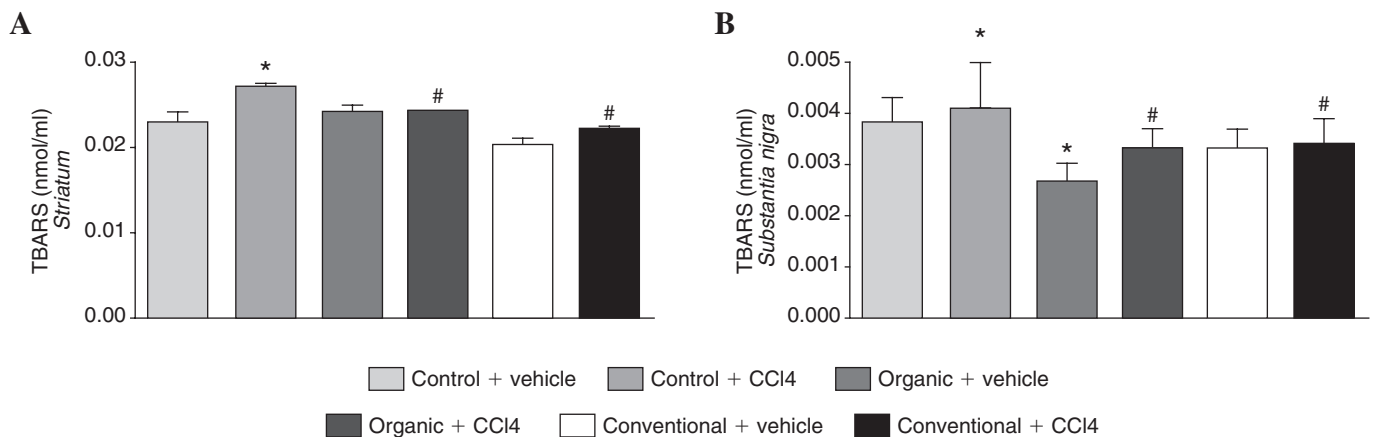 A
TBARS (nmol/ml)
Striatum
0.03
0.02
0.01
0.00
*
#
#
B
TBARS (nmol/ml)
Substantia nigra
0.005
0.004
0.003
0.002
0.001
0.000
*
*
#
#
Control + vehicle
Control + CCl4
Organic + vehicle
Organic + CCl4
Conventional + vehicle
Conventional + CCl4